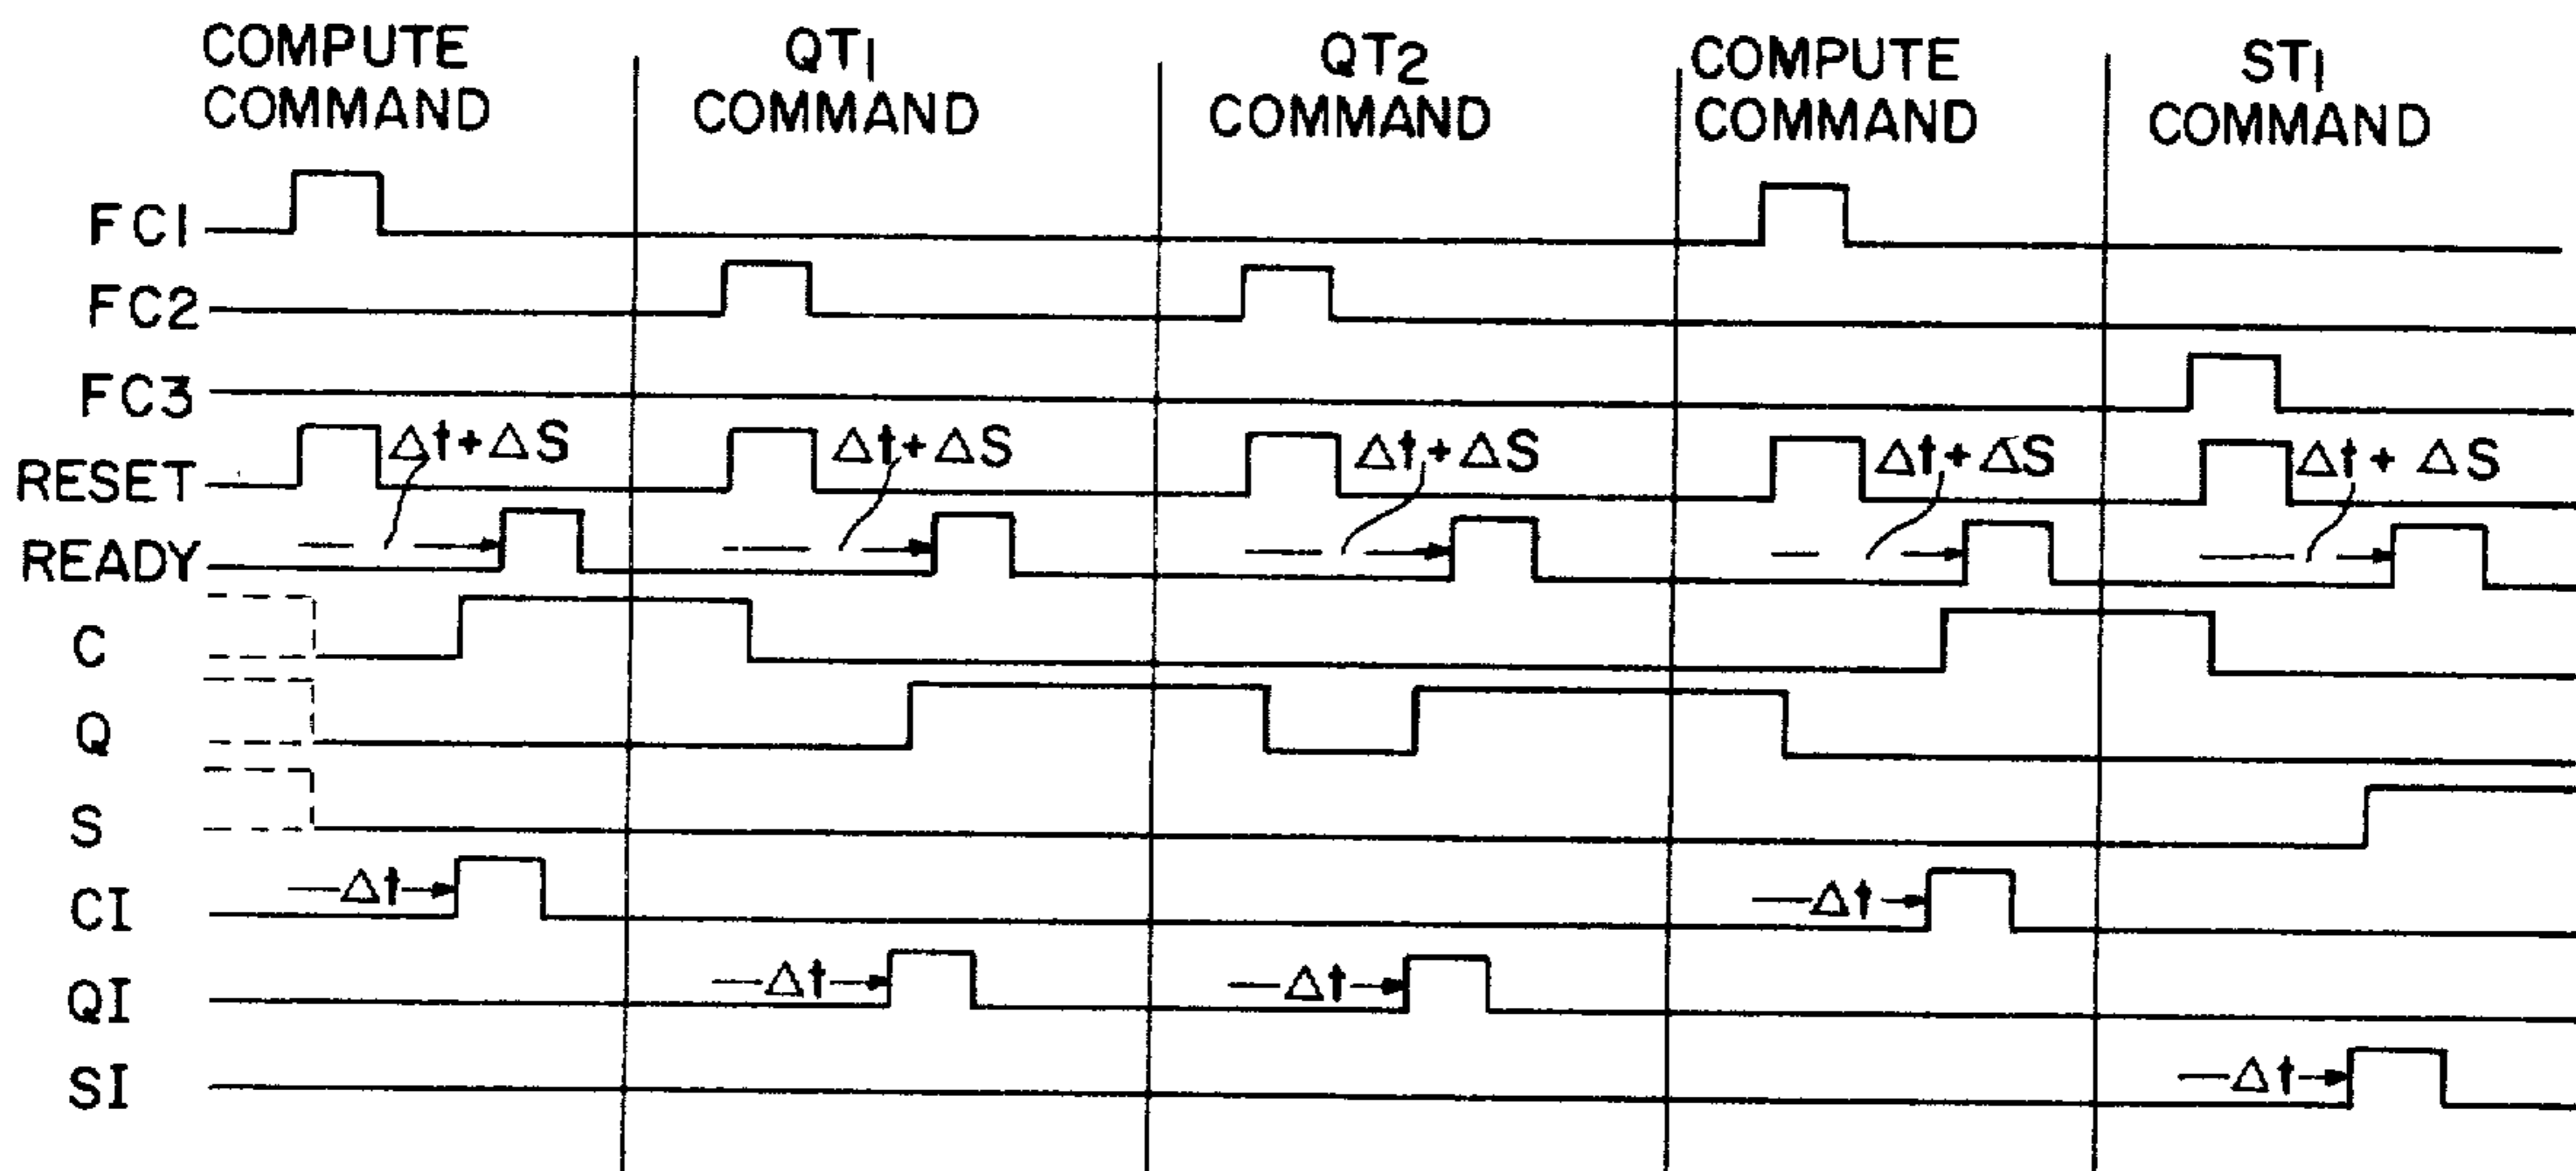 COMPUTE
COMMAND
QT1
COMMAND
QT2
COMMAND
COMPUTE
COMMAND
ST1
COMMAND
FC1
FC2
FC3
RESET
Δt+ΔS
Δt+ΔS
Δt+ΔS
Δt+ΔS
Δt+ ΔS
READY
C
Q
S
CI
Δt
Δt
QI
Δt
Δt
SI
Δt